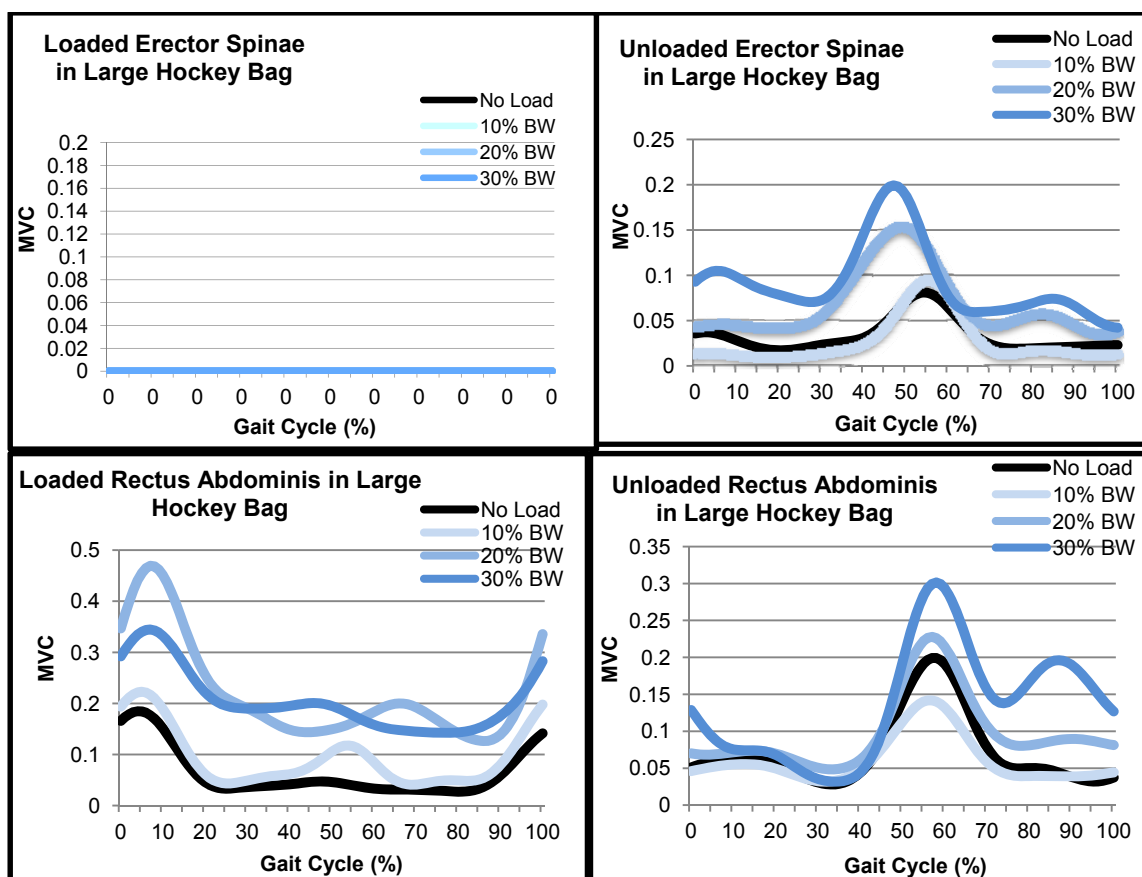 Loaded Erector Spinae
in Large Hockey Bag
No Load
10% BW
20% BW
30% BW
0.2
0.18
0.16
0.14
0.12
0.1
0.08
0.06
0.04
0.02
0
MVC
0 0 0 0 0 0 0 0 0 0 0
Gait Cycle (%)
Unloaded Erector Spinae
in Large Hockey Bag
No Load
10% BW
20% BW
30% BW
0.25
0.2
0.15
0.1
0.05
0
MVC
0 10 20 30 40 50 60 70 80 90 100
Gait Cycle (%)
Loaded Rectus Abdominis in Large
Hockey Bag
No Load
10% BW
20% BW
30% BW
0.5
0.4
0.3
0.2
0.1
0
MVC
0 10 20 30 40 50 60 70 80 90 100
Gait Cycle (%)
Unloaded Rectus Abdominis
in Large Hockey Bag
No Load
10% BW
20% BW
30% BW
0.35
0.3
0.25
0.2
0.15
0.1
0.05
0
MVC
0 10 20 30 40 50 60 70 80 90 100
Gait Cycle (%)